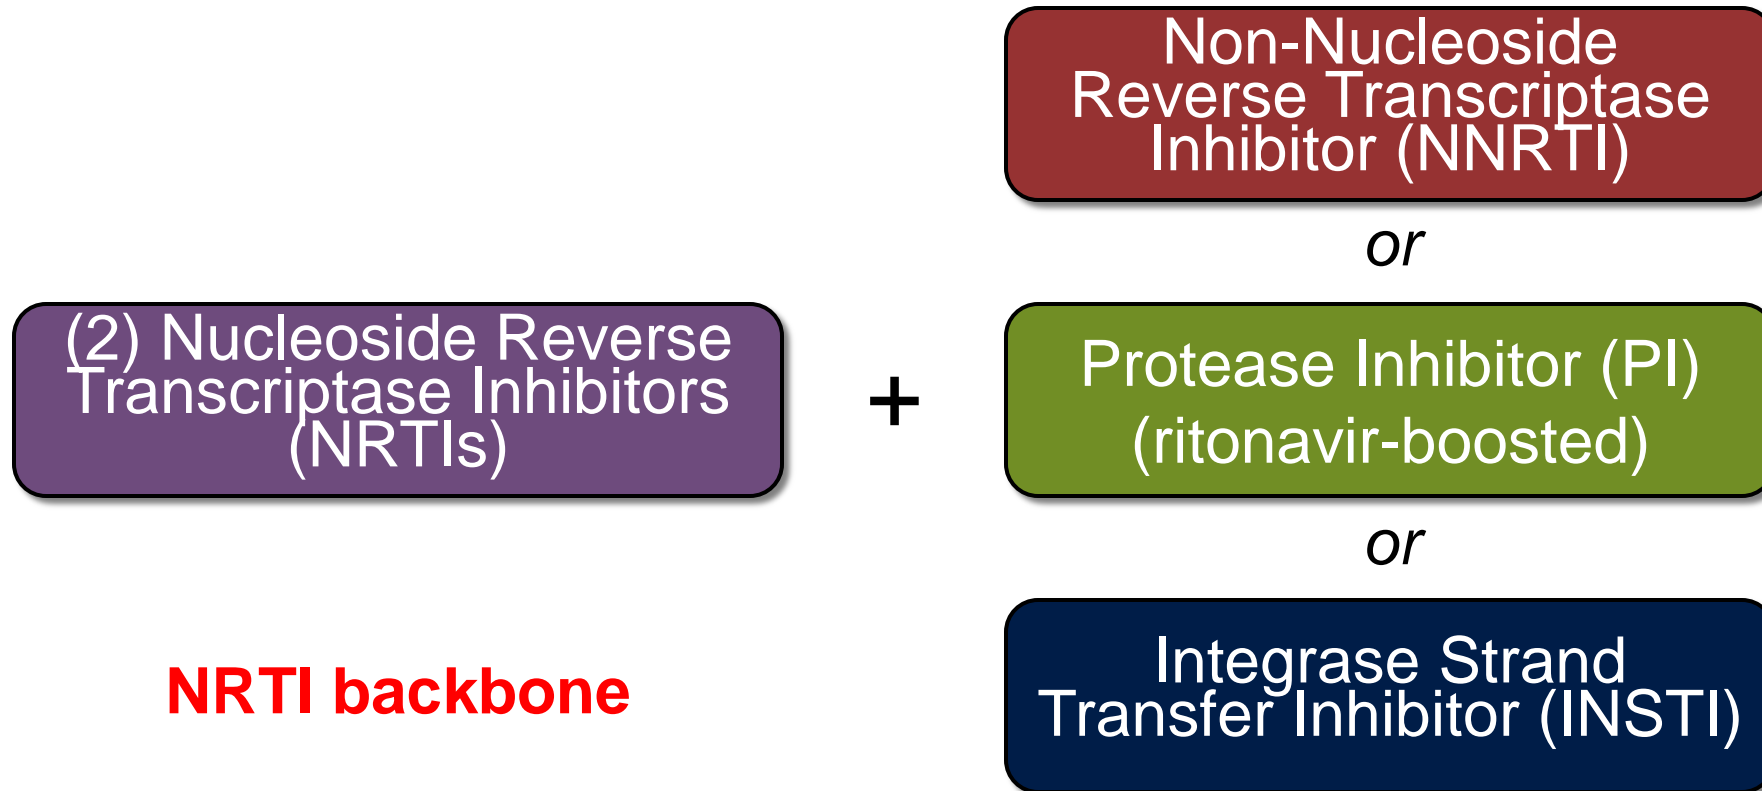 Non-Nucleoside
Reverse Transcriptase
Inhibitor (NNRTI)
or
(2) Nucleoside Reverse
Transcriptase Inhibitors
(NRTIs)
+
Protease Inhibitor (PI)
(ritonavir-boosted)
or
NRTI backbone
Integrase Strand
Transfer Inhibitor (INSTI)